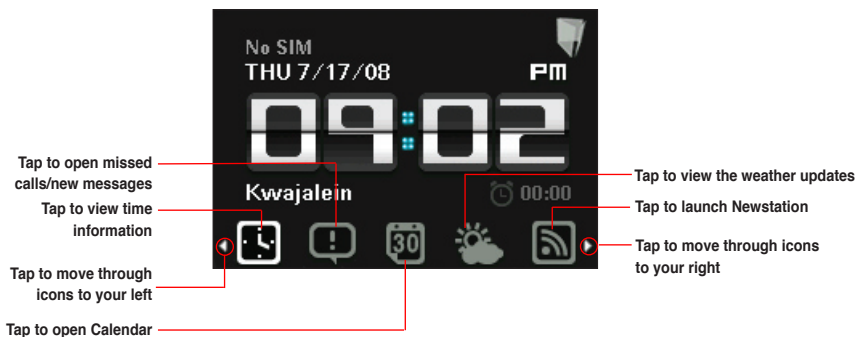 No SIM
THU 7/17/08
PM
09:02
Kwajalein
00:00
30
Tap to open missed
calls/new messages
Tap to view time
information
Tap to move through
icons to your left
Tap to open Calendar
Tap to view the weather updates
Tap to launch Newstation
Tap to move through icons
to your right